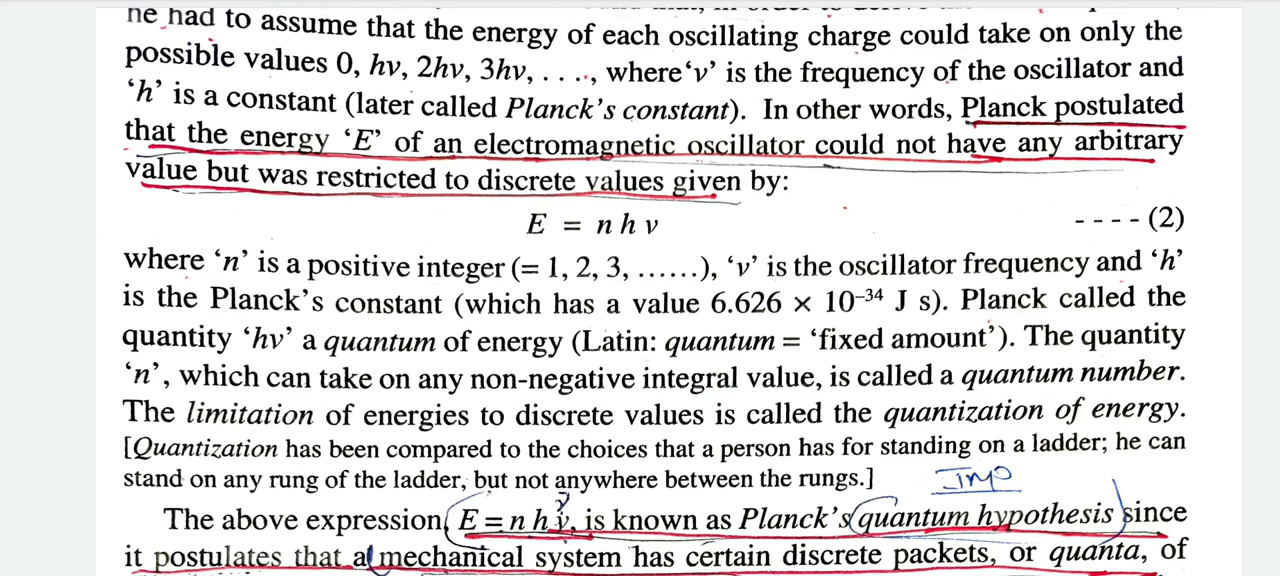 he had to assume that the energy of each oscillating charge could take on only the
possible values 0, hν, 2hν, 3hν, . . . ., where ‘ν’ is the frequency of the oscillator and
‘h’ is a constant (later called Planck’s constant). In other words, Planck postulated
that the energy ‘E’ of an electromagnetic oscillator could not have any arbitrary
value but was restricted to discrete values given by:
E = n h ν ---- (2)
where ‘n’ is a positive integer (= 1, 2, 3, ......), ‘ν’ is the oscillator frequency and ‘h’
is the Planck’s constant (which has a value 6.626 × 10⁻³⁴ J s). Planck called the
quantity ‘hν’ a quantum of energy (Latin: quantum = ‘fixed amount’). The quantity
‘n’, which can take on any non-negative integral value, is called a quantum number.
The limitation of energies to discrete values is called the quantization of energy.
[Quantization has been compared to the choices that a person has for standing on a ladder; he can
stand on any rung of the ladder, but not anywhere between the rungs.] Imp
The above expression, E = n h ν, is known as Planck’s quantum hypothesis since
it postulates that a mechanical system has certain discrete packets, or quanta, of